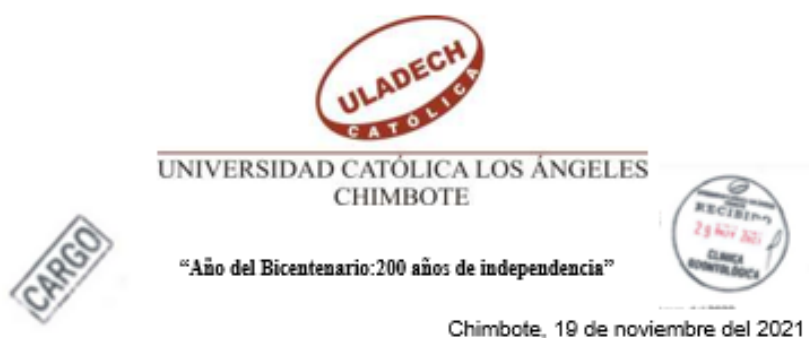 ULADECH
CATÓLICA
UNIVERSIDAD CATÓLICA LOS ÁNGELES
CHIMBOTE
CARGO
RECIBIDO
CLINICA
ODONTOLÓGICA
“Año del Bicentenario:200 años de independencia”
Chimbote, 19 de noviembre del 2021